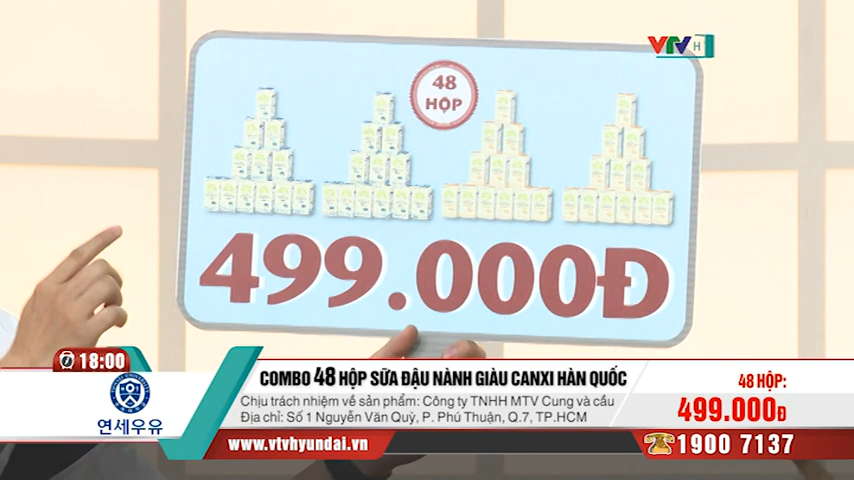 VTV H
48
HỘP
499.000Đ
18:00
연세우유
COMBO 48 HỘP SỮA ĐẬU NÀNH GIÀU CANXI HÀN QUỐC
Chịu trách nhiệm về sản phẩm: Công ty TNHH MTV Cung và cầu
Địa chỉ: Số 1 Nguyễn Văn Quỳ, P. Phú Thuận, Q.7, TP.HCM
48 HỘP:
499.000Đ
www.vtvhyundai.vn
1900 7137